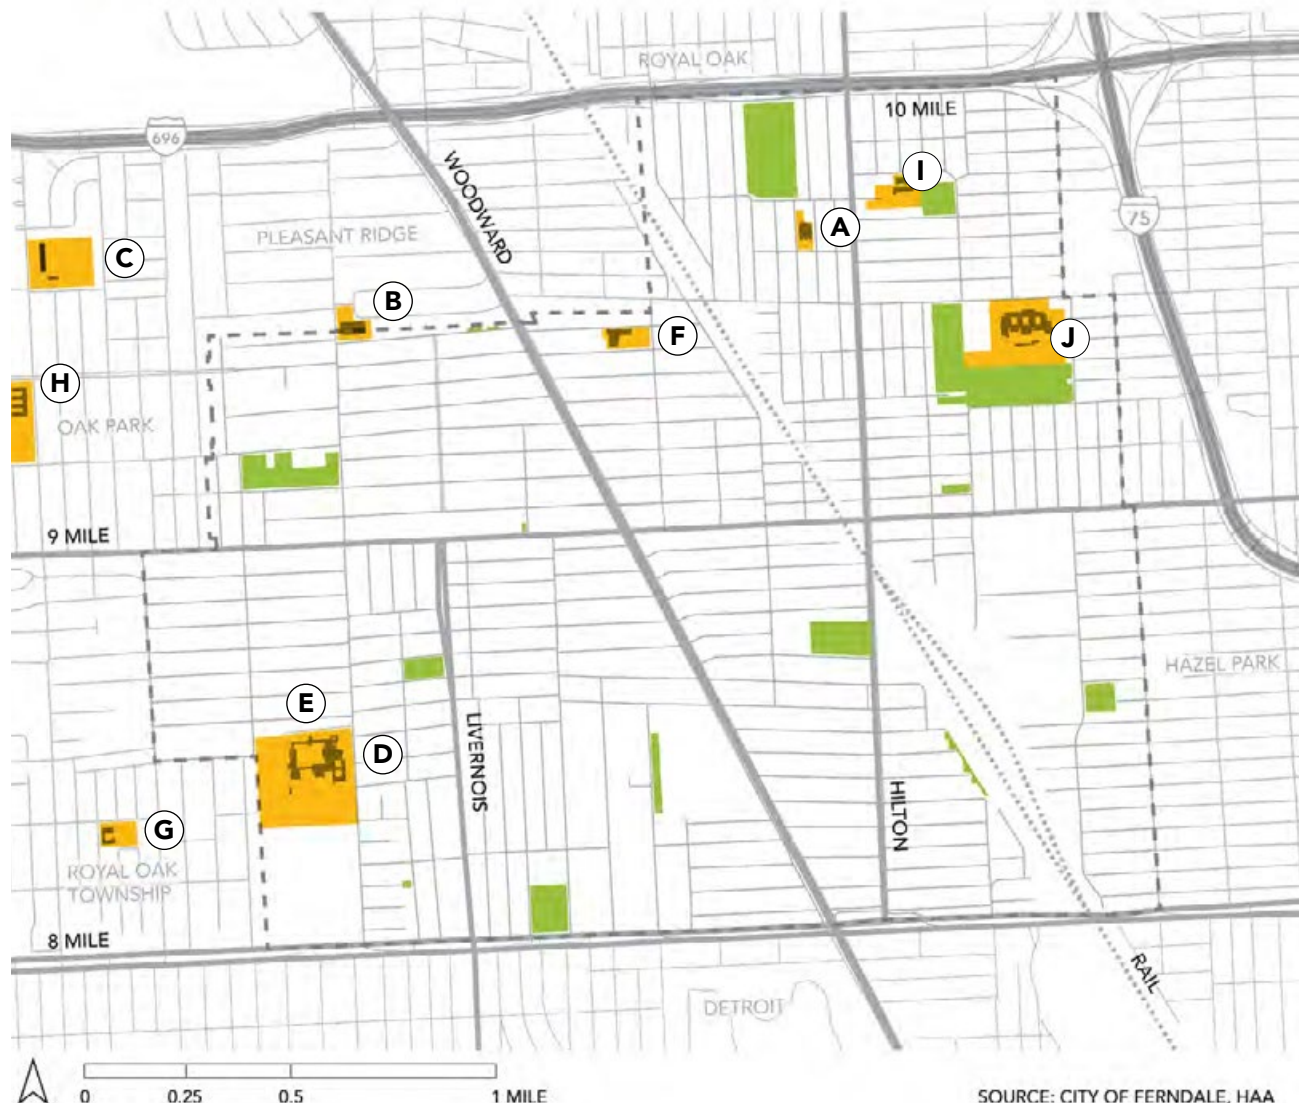 ROYAL OAK
10 MILE
696
WOODWARD
I
75
PLEASANT RIDGE
A
C
B
F
J
H
OAK PARK
9 MILE
HAZEL PARK
E
LIVERNOIS
D
HILTON
G
ROYAL OAK
TOWNSHIP
8 MILE
RAIL
DETROIT
0 0.25 0.5 1 MILE
SOURCE: CITY OF FERNDALE, HAA